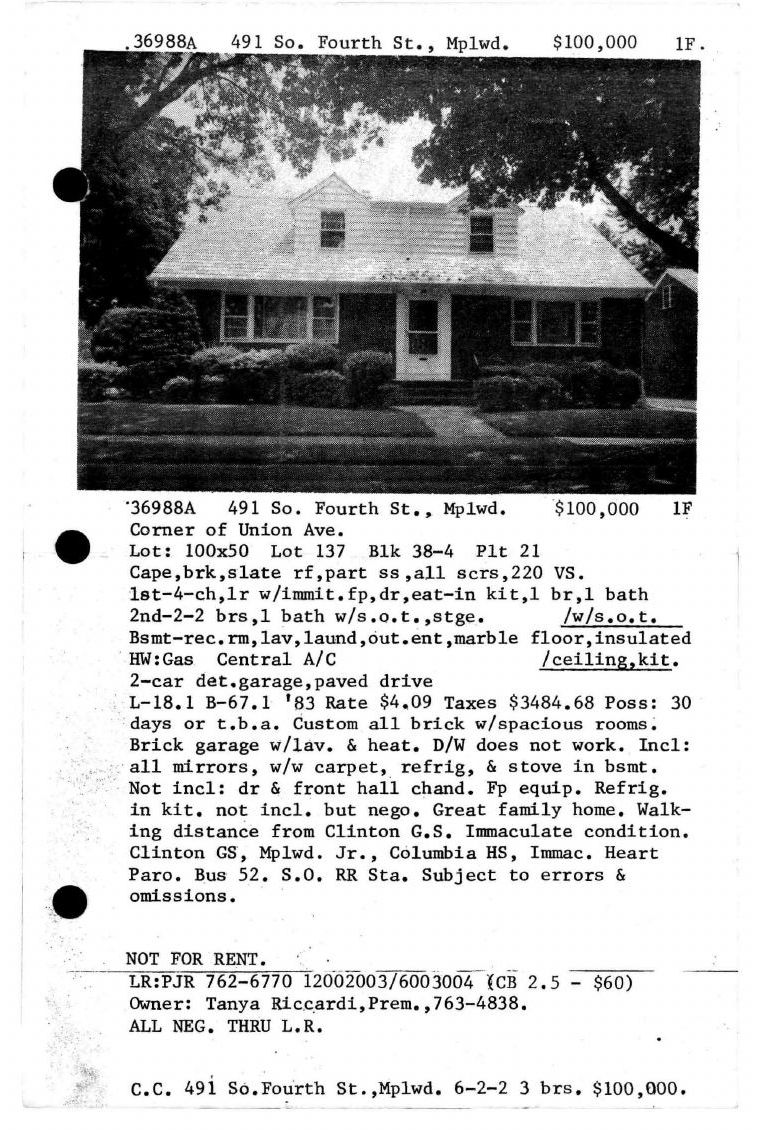 .36988A 491 So. Fourth St., Mplwd. $100,000 1F.
36988A 491 So. Fourth St., Mplwd. $100,000 1F
Corner of Union Ave.
Lot: 100x50 Lot 137 Blk 38-4 Plt 21
Cape,brk,slate rf,part ss,all scrs,220 VS.
1st-4-ch,lr w/immit.fp,dr,eat-in kit,1 br,1 bath
2nd-2-2 brs,1 bath w/s.o.t.,stge. /w/s.o.t.
Bsmt-rec.rm,lav,laund,out.ent,marble floor,insulated
HW:Gas Central A/C /ceiling,kit.
2-car det.garage,paved drive
L-18.1 B-67.1 '83 Rate $4.09 Taxes $3484.68 Poss: 30
days or t.b.a. Custom all brick w/spacious rooms.
Brick garage w/lav. & heat. D/W does not work. Incl:
all mirrors, w/w carpet, refrig, & stove in bsmt.
Not incl: dr & front hall chand. Fp equip. Refrig.
in kit. not incl. but nego. Great family home. Walk-
ing distance from Clinton G.S. Immaculate condition.
Clinton GS, Mplwd. Jr., Columbia HS, Immac. Heart
Paro. Bus 52. S.O. RR Sta. Subject to errors &
omissions.
NOT FOR RENT.
LR:PJR 762-6770 12002003/6003004 (CB 2.5 - $60)
Owner: Tanya Riccardi,Prem.,763-4838.
ALL NEG. THRU L.R.
C.C. 491 So.Fourth St.,Mplwd. 6-2-2 3 brs. $100,000.